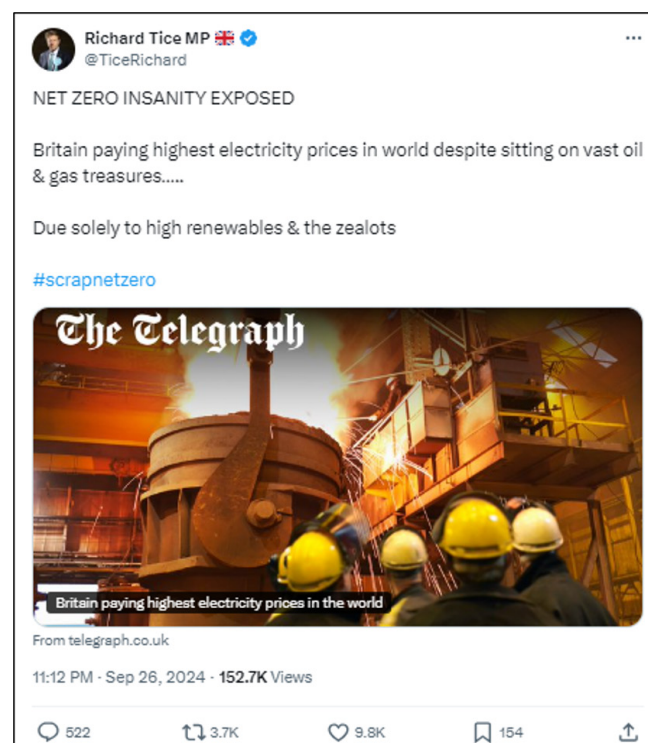 Richard Tice MP 🇬🇧
@TiceRichard
...
NET ZERO INSANITY EXPOSED
Britain paying highest electricity prices in world despite sitting on vast oil
& gas treasures.....
Due solely to high renewables & the zealots
#scrapnetzero
The Telegraph
Britain paying highest electricity prices in the world
From telegraph.co.uk
11:12 PM · Sep 26, 2024 · 152.7K Views
522 3.7K 9.8K 154